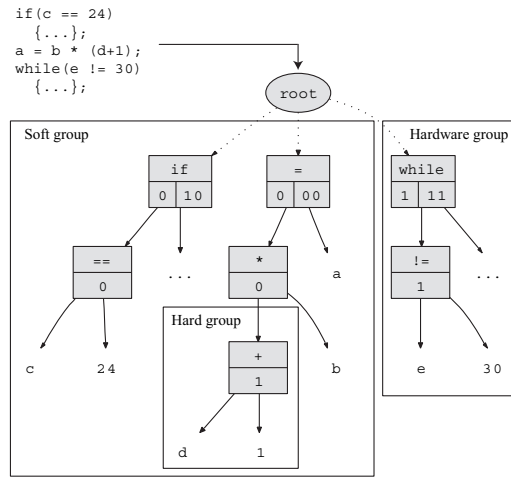 if(c == 24)
{...};
a = b * (d+1);
while(e != 30)
{...};
root
Soft group
Hardware group
if
0 10
=
0 00
while
1 11
==
0
...
*
0
a
!=
1
...
Hard group
+
1
c
24
b
e
30
d
1